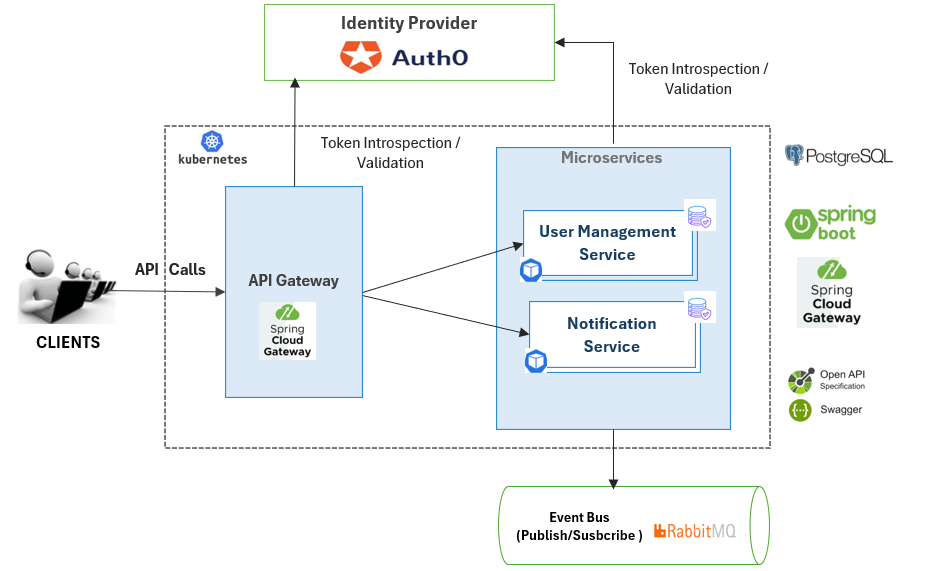 Identity Provider
Auth0
Token Introspection /
Validation
kubernetes
Token Introspection /
Validation
Microservices
PostgreSQL
User Management
Service
spring
boot
API Calls
API Gateway
Spring
Cloud
Gateway
Spring
Cloud
Gateway
CLIENTS
Notification
Service
Open API
Specification
Swagger
Event Bus
(Publish/Susbcribe )
RabbitMQ